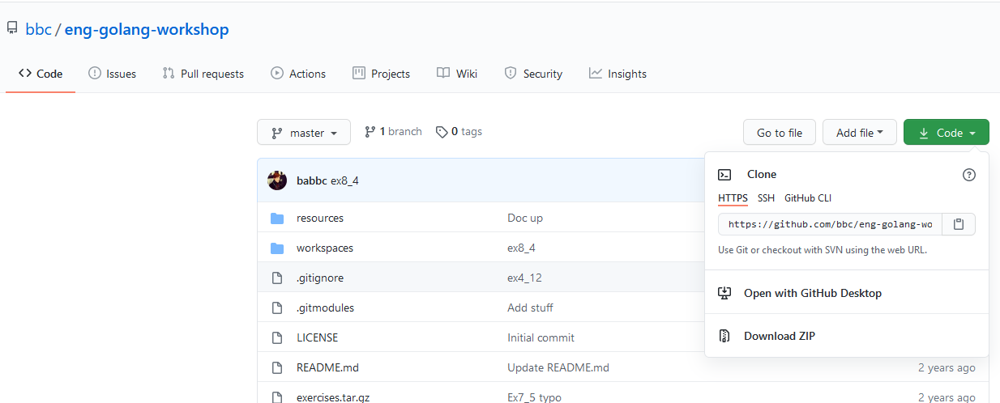 bbc / eng-golang-workshop
Code Issues Pull requests Actions Projects Wiki Security Insights
master 1 branch 0 tags Go to file Add file Code
babbc ex8_4
Clone
HTTPS SSH GitHub CLI
https://github.com/bbc/eng-golang-wo
Use Git or checkout with SVN using the web URL.
Open with GitHub Desktop
Download ZIP
resources Doc up
workspaces ex8_4
.gitignore ex4_12
.gitmodules Add stuff
LICENSE Initial commit
README.md Update README.md 2 years ago
exercises.tar.gz Ex7_5 typo 2 years ago